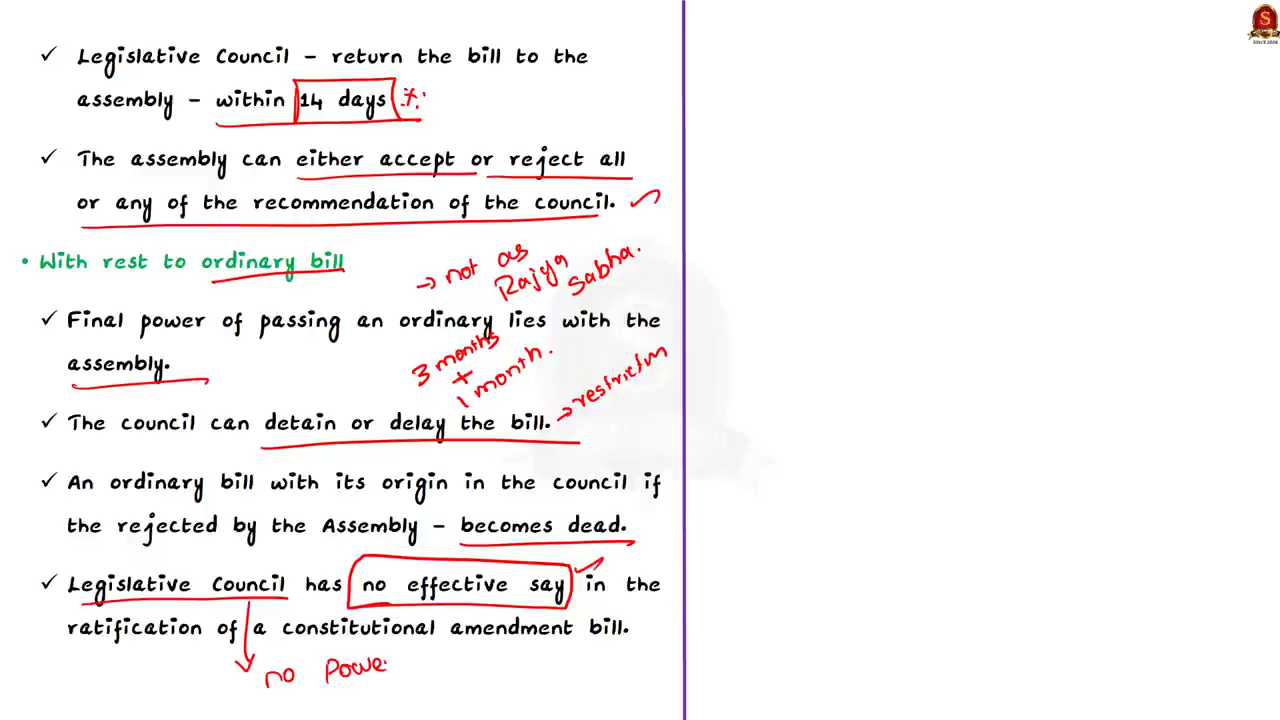 ✓ Legislative Council – return the bill to the
assembly – within 14 days
✓ The assembly can either accept or reject all
or any of the recommendation of the council.
• With rest to ordinary bill
→ not as
Rajya Sabha.
✓ Final power of passing an ordinary lies with the
assembly.
3 months
+
1 month.
✓ The council can detain or delay the bill.
→ restrictm
✓ An ordinary bill with its origin in the council if
the rejected by the Assembly – becomes dead.
✓ Legislative Council has no effective say in the
ratification of a constitutional amendment bill.
no Powe
S
SINCE 2004